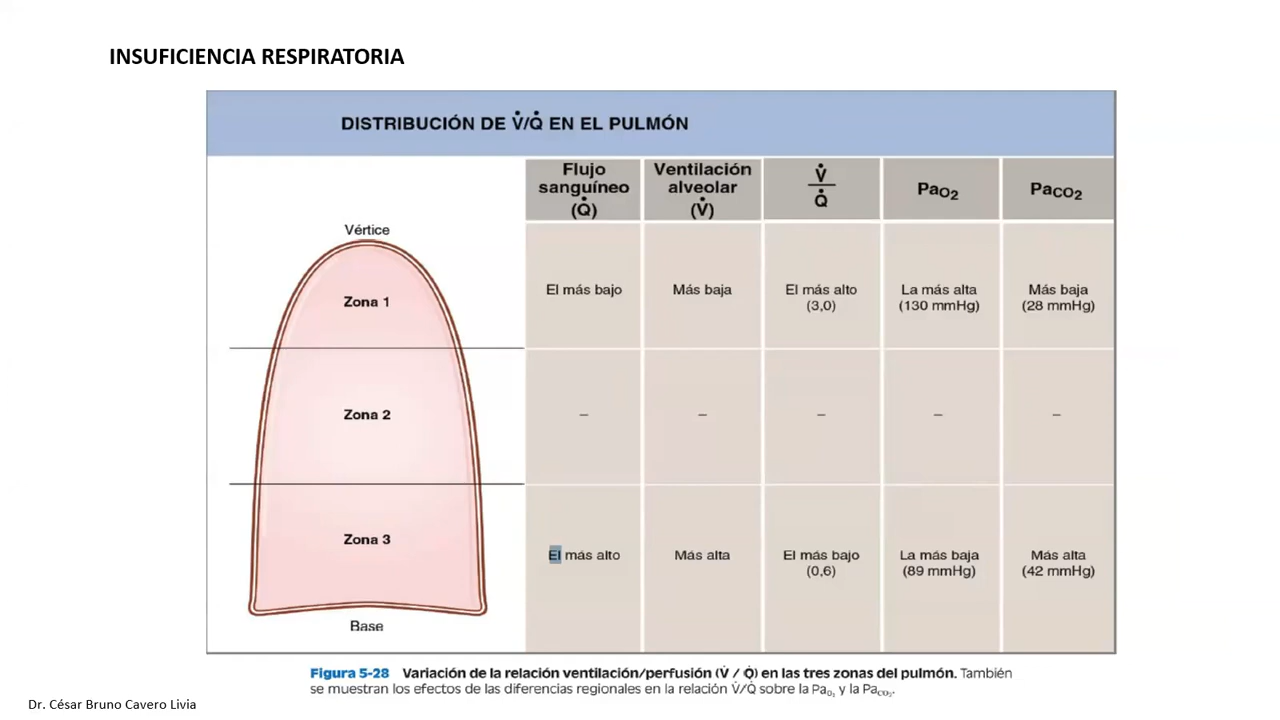 INSUFICIENCIA RESPIRATORIA
DISTRIBUCIÓN DE V̇/Q̇ EN EL PULMÓN
Flujo
sanguíneo
(Q̇)
Ventilación
alveolar
(V̇)
V̇
Q̇
PaO₂
PaCO₂
Vértice
Zona 1
El más bajo
Más baja
El más alto
(3,0)
La más alta
(130 mmHg)
Más baja
(28 mmHg)
Zona 2
–
–
–
–
–
Zona 3
El más alto
Más alta
El más bajo
(0,6)
La más baja
(89 mmHg)
Más alta
(42 mmHg)
Base
Figura 5-28 Variación de la relación ventilación/perfusión (V̇ / Q̇) en las tres zonas del pulmón. También
se muestran los efectos de las diferencias regionales en la relación V̇/Q̇ sobre la Pao₂ y la Paco₂.
Dr. César Bruno Cavero Livia